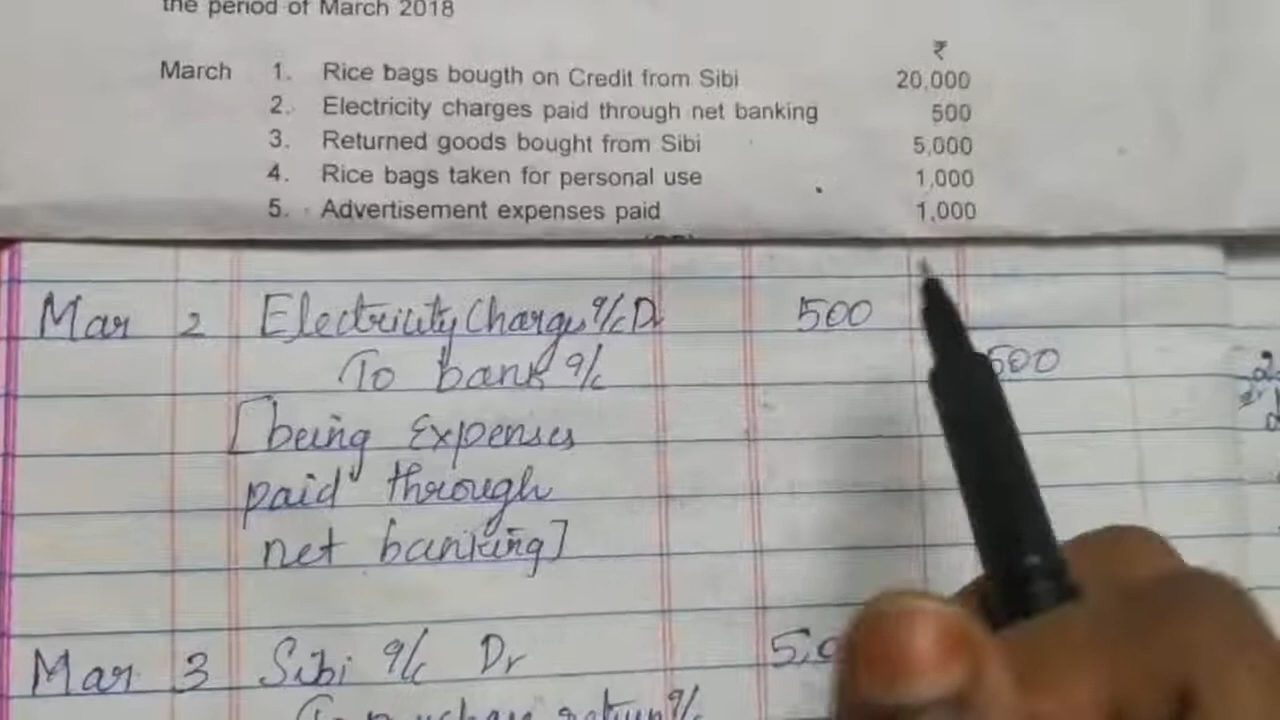 the period of March 2018
₹
March 1. Rice bags bougth on Credit from Sibi 20,000
2. Electricity charges paid through net banking 500
3. Returned goods bought from Sibi 5,000
4. Rice bags taken for personal use 1,000
5. Advertisement expenses paid 1,000
Mar 2 Electricity Charges a/c Dr 500
To bank a/c 500
[being Expenses
paid through
net banking]
Mar 3 Sibi a/c Dr
To purchase return a/c